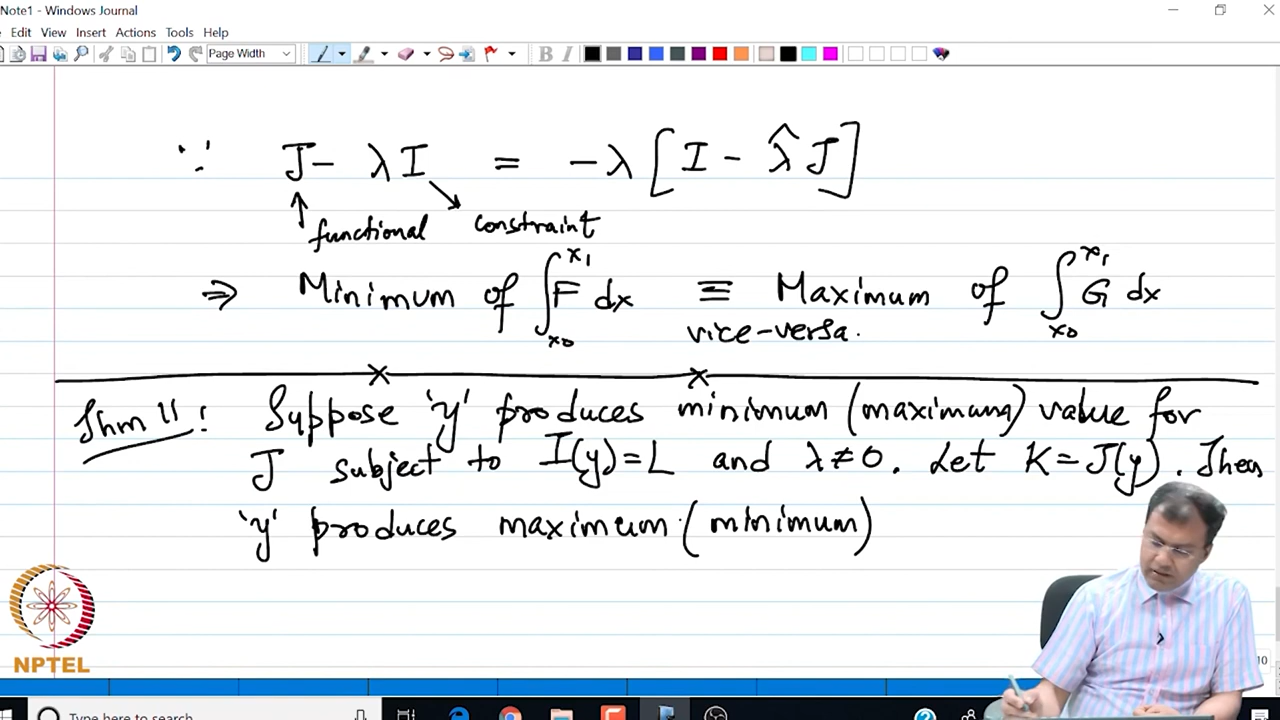 Note1 - Windows Journal
Edit View Insert Actions Tools Help
Page Width
∵ J - λI = -λ[I - λ̂J]
functional constraint
⇒ Minimum of ∫_{x0}^{x1} F dx ≡ Maximum of ∫_{x0}^{x1} G dx
vice-versa.
Thm 11: Suppose 'y' produces minimum (maximum) value for
J subject to I(y)=L and λ≠0. Let K=J(y). Then
'y' produces maximum (minimum)
NPTEL
10
Type here to search